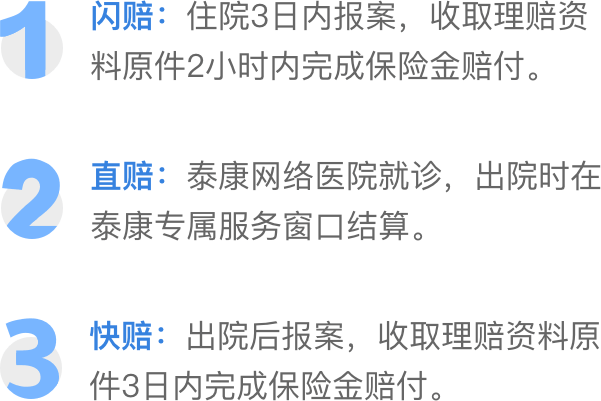 1
闪赔：住院3日内报案，收取理赔资
料原件2小时内完成保险金赔付。
2
直赔：泰康网络医院就诊，出院时在
泰康专属服务窗口结算。
3
快赔：出院后报案，收取理赔资料原
件3日内完成保险金赔付。